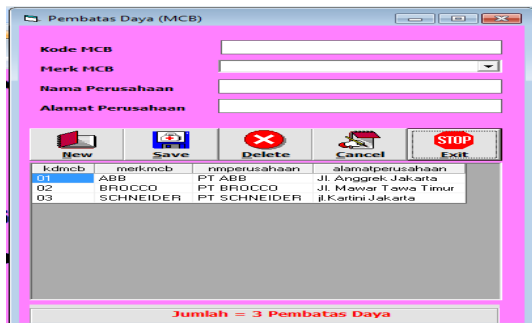 Pembatas Daya (MCB)
Kode MCB
Merk MCB
Nama Perusahaan
Alamat Perusahaan
New Save Delete Cancel STOP Exit
kdmcb merkmcb nmperusahaan alamatperusahaan
01 ABB PT ABB Jl. Anggrek Jakarta
02 BROCCO PT BROCCO Jl. Mawar Tawa Timur
03 SCHNEIDER PT SCHNEIDER jl.Kartini Jakarta
Jumlah = 3 Pembatas Daya